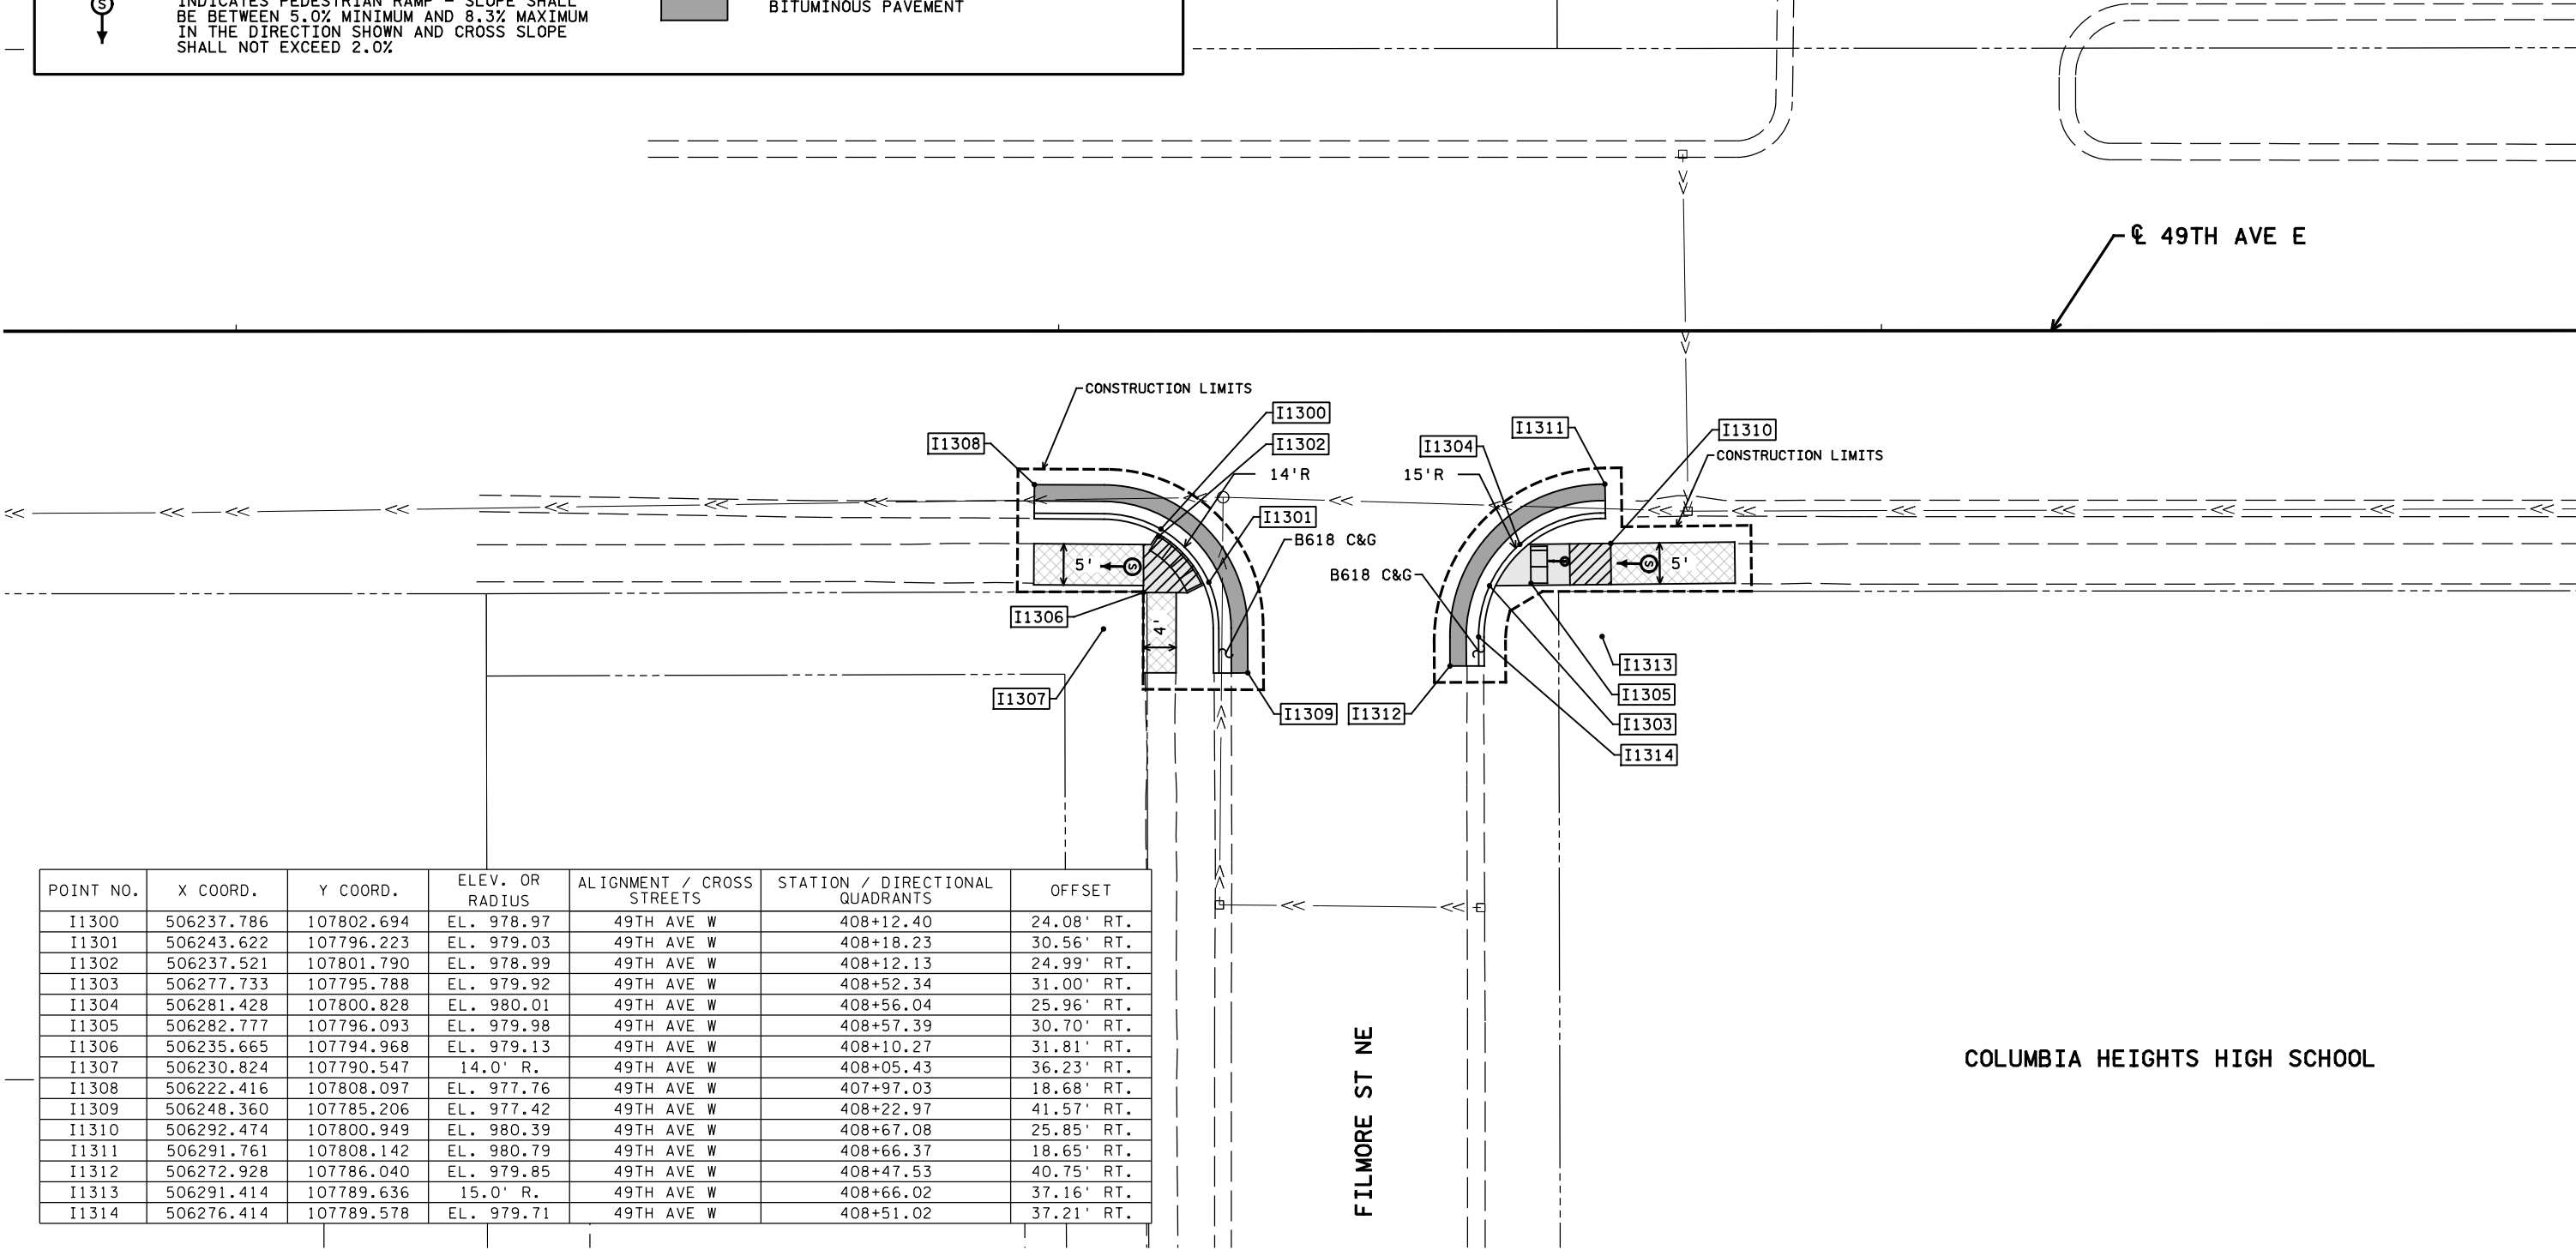 INDICATES PEDESTRIAN RAMP - SLOPE SHALL
BE BETWEEN 5.0% MINIMUM AND 8.3% MAXIMUM
IN THE DIRECTION SHOWN AND CROSS SLOPE
SHALL NOT EXCEED 2.0%
S
BITUMINOUS PAVEMENT
℄ 49TH AVE E
CONSTRUCTION LIMITS
I1300
I1308
I1302
14'R
I1301
B618 C&G
5'
S
I1306
4'
I1307
I1309
I1311
I1310
I1304
CONSTRUCTION LIMITS
15'R
B618 C&G
S
5'
I1313
I1305
I1312
I1303
I1314
FILMORE ST NE
COLUMBIA HEIGHTS HIGH SCHOOL
POINT NO. X COORD. Y COORD. ELEV. OR RADIUS ALIGNMENT / CROSS STREETS STATION / DIRECTIONAL QUADRANTS OFFSET
I1300 506237.786 107802.694 EL. 978.97 49TH AVE W 408+12.40 24.08' RT.
I1301 506243.622 107796.223 EL. 979.03 49TH AVE W 408+18.23 30.56' RT.
I1302 506237.521 107801.790 EL. 978.99 49TH AVE W 408+12.13 24.99' RT.
I1303 506277.733 107795.788 EL. 979.92 49TH AVE W 408+52.34 31.00' RT.
I1304 506281.428 107800.828 EL. 980.01 49TH AVE W 408+56.04 25.96' RT.
I1305 506282.777 107796.093 EL. 979.98 49TH AVE W 408+57.39 30.70' RT.
I1306 506235.665 107794.968 EL. 979.13 49TH AVE W 408+10.27 31.81' RT.
I1307 506230.824 107790.547 14.0' R. 49TH AVE W 408+05.43 36.23' RT.
I1308 506222.416 107808.097 EL. 977.76 49TH AVE W 407+97.03 18.68' RT.
I1309 506248.360 107785.206 EL. 977.42 49TH AVE W 408+22.97 41.57' RT.
I1310 506292.474 107800.949 EL. 980.39 49TH AVE W 408+67.08 25.85' RT.
I1311 506291.761 107808.142 EL. 980.79 49TH AVE W 408+66.37 18.65' RT.
I1312 506272.928 107786.040 EL. 979.85 49TH AVE W 408+47.53 40.75' RT.
I1313 506291.414 107789.636 15.0' R. 49TH AVE W 408+66.02 37.16' RT.
I1314 506276.414 107789.578 EL. 979.71 49TH AVE W 408+51.02 37.21' RT.